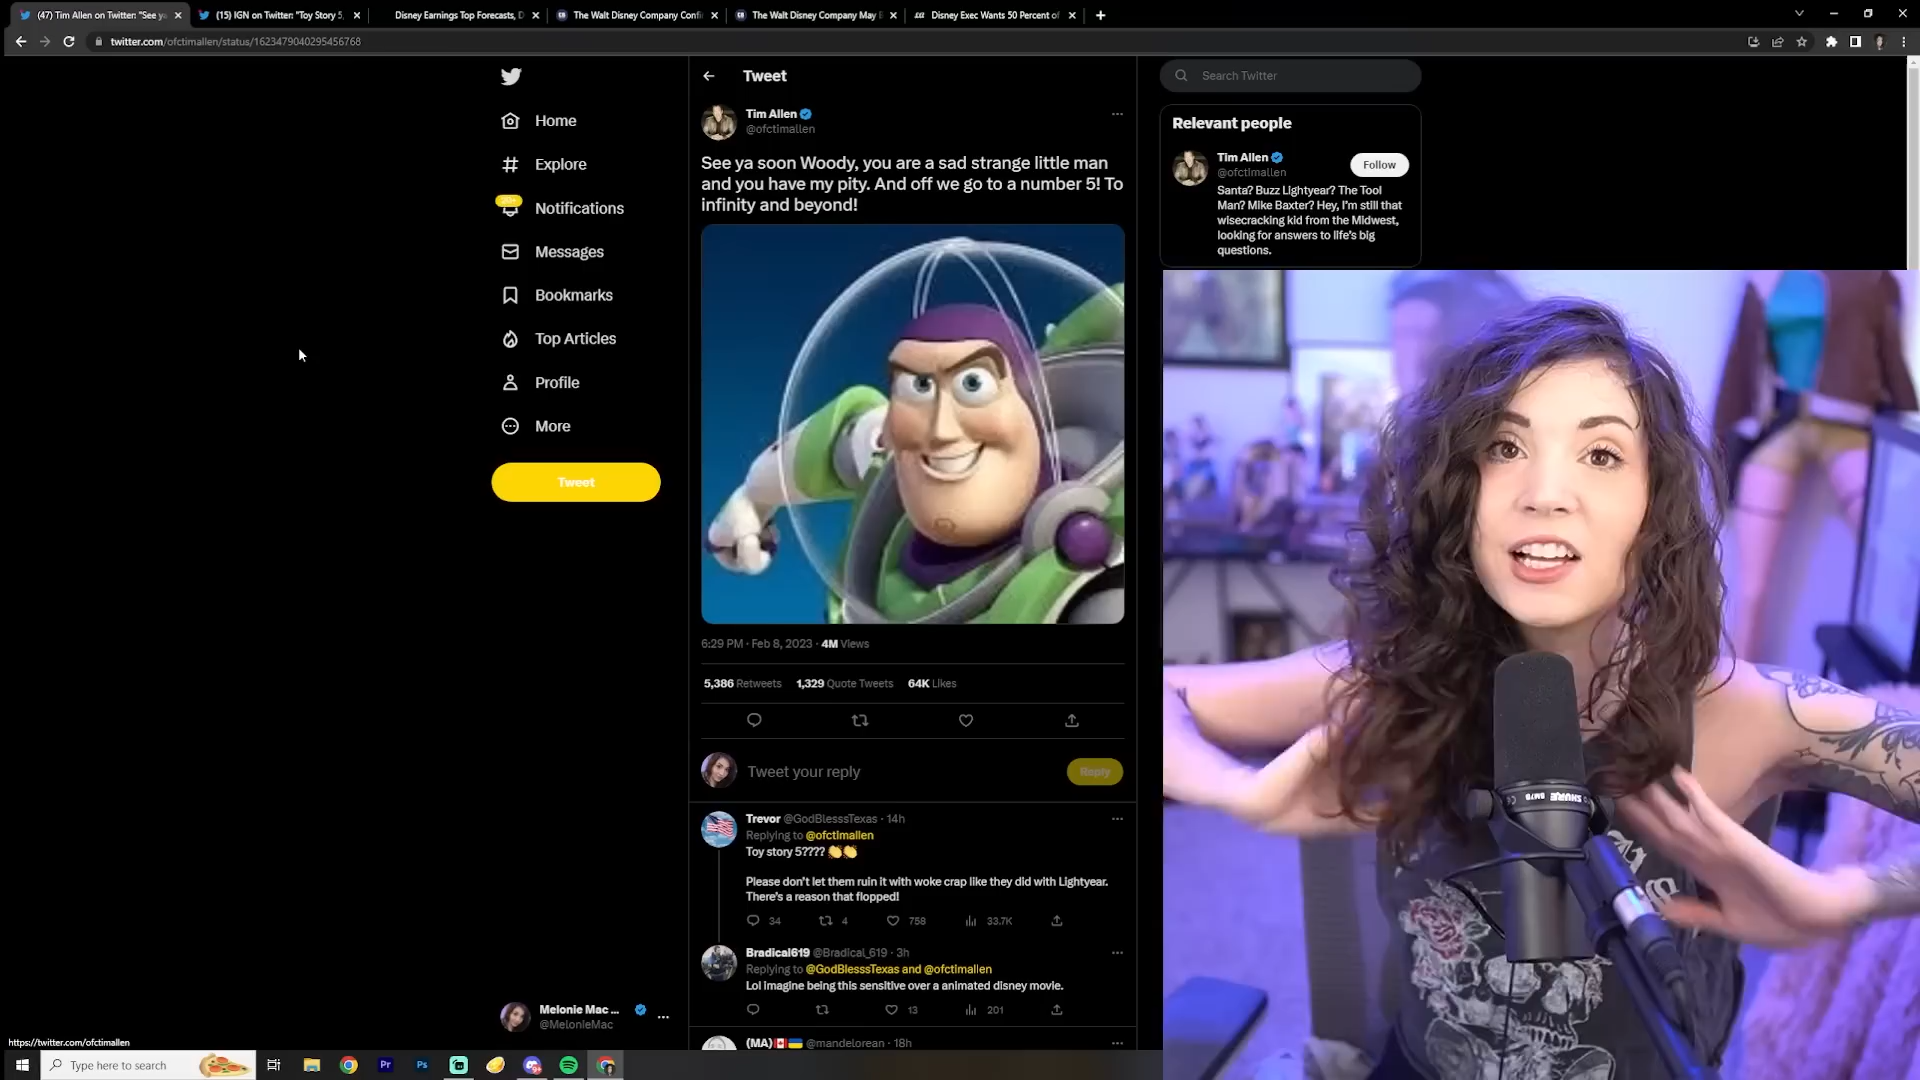 (47) Tim Allen on Twitter: "See ya
(15) IGN on Twitter: "Toy Story 5,
Disney Earnings Top Forecasts, D
The Walt Disney Company Confi
The Walt Disney Company May
Disney Exec Wants 50 Percent of
twitter.com/ofctimallen/status/1623479040295456768
Tweet
Search Twitter
Home
Explore
20+
Notifications
Messages
Bookmarks
Top Articles
Profile
More
Tweet
Tim Allen
@ofctimallen
See ya soon Woody, you are a sad strange little man
and you have my pity. And off we go to a number 5! To
infinity and beyond!
6:29 PM · Feb 8, 2023 · 4M Views
5,386 Retweets 1,329 Quote Tweets 64K Likes
Tweet your reply
Reply
Trevor @GodBlesssTexas · 14h
Replying to @ofctimallen
Toy story 5???? 👏👏
Please don't let them ruin it with woke crap like they did with Lightyear.
There's a reason that flopped!
34 4 758 33.7K
Bradical619 @Bradical_619 · 3h
Replying to @GodBlesssTexas and @ofctimallen
Lol imagine being this sensitive over a animated disney movie.
13 201
(MA)🇨🇦🇺🇦 @mandelorean · 18h
Relevant people
Tim Allen
@ofctimallen
Follow
Santa? Buzz Lightyear? The Tool
Man? Mike Baxter? Hey, I'm still that
wisecracking kid from the Midwest,
looking for answers to life's big
questions.
SHURE SM7B
Melonie Mac ...
@MelonieMac
https://twitter.com/ofctimallen
Type here to search
Pr
Ps